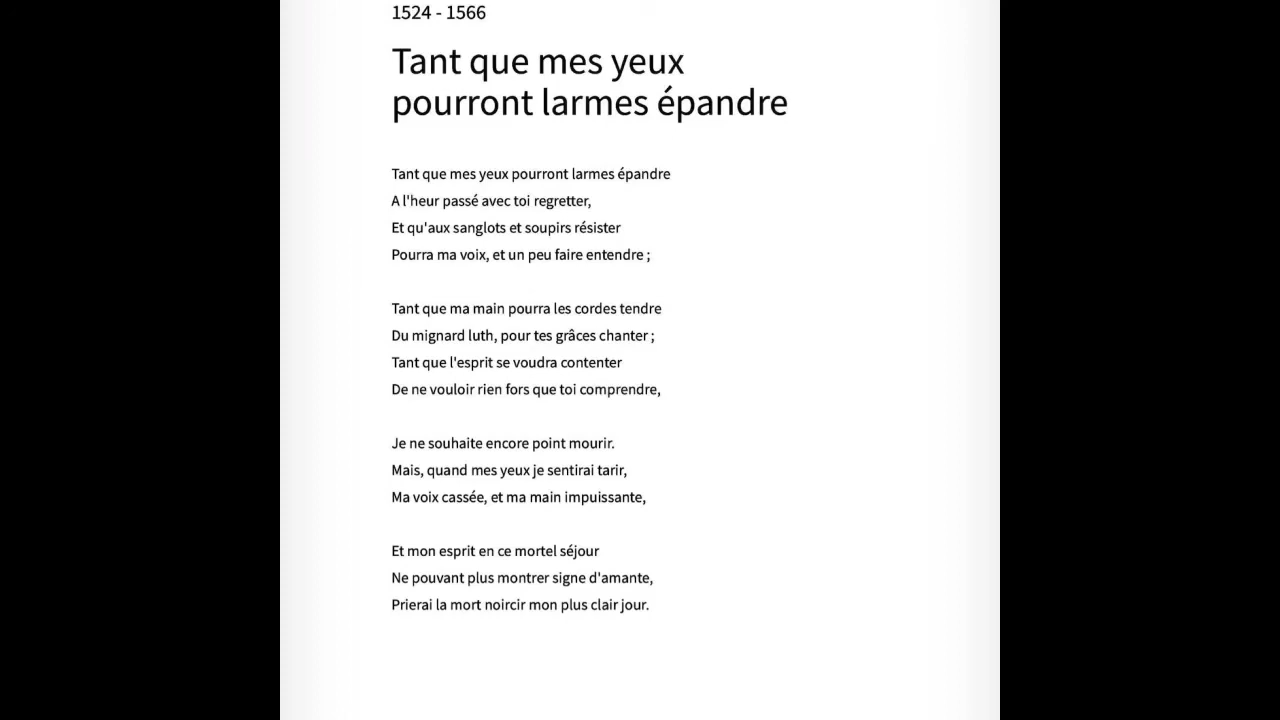 1524 - 1566
Tant que mes yeux
pourront larmes épandre
Tant que mes yeux pourront larmes épandre
A l'heur passé avec toi regretter,
Et qu'aux sanglots et soupirs résister
Pourra ma voix, et un peu faire entendre ;
Tant que ma main pourra les cordes tendre
Du mignard luth, pour tes grâces chanter ;
Tant que l'esprit se voudra contenter
De ne vouloir rien fors que toi comprendre,
Je ne souhaite encore point mourir.
Mais, quand mes yeux je sentirai tarir,
Ma voix cassée, et ma main impuissante,
Et mon esprit en ce mortel séjour
Ne pouvant plus montrer signe d'amante,
Prierai la mort noircir mon plus clair jour.